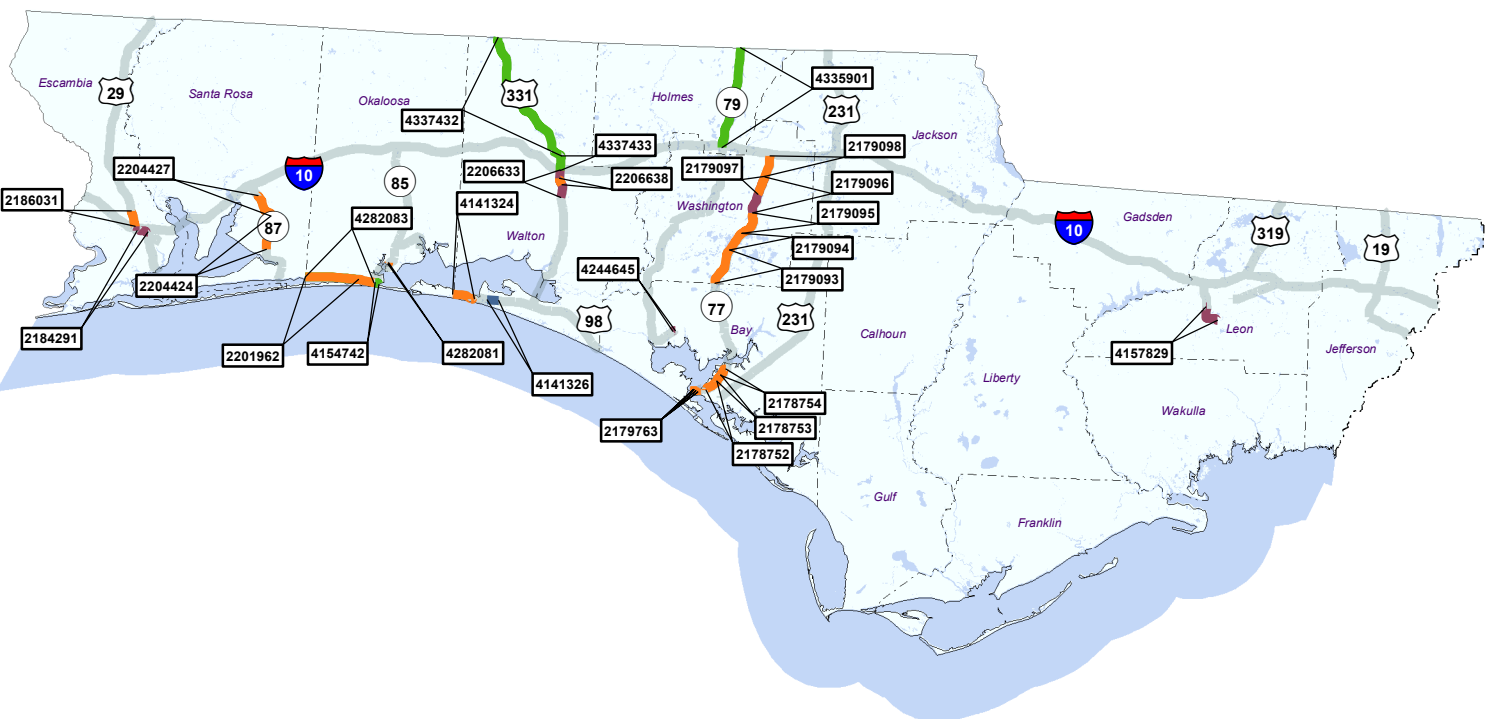 Escambia
29
Santa Rosa
Okaloosa
331
Holmes
79
4335901
231
Jackson
4337432
4337433
2179098
2204427
10
2206633
2206638
2179097
2179096
85
2186031
4282083
4141324
Washington
2179095
Gadsden
87
Walton
10
319
19
2179094
4244645
2179093
2204424
77
231
98
Bay
Calhoun
Leon
2184291
2201962
4154742
4282081
4157829
Jefferson
4141326
Liberty
2178754
Wakulla
2179763
2178753
2178752
Gulf
Franklin